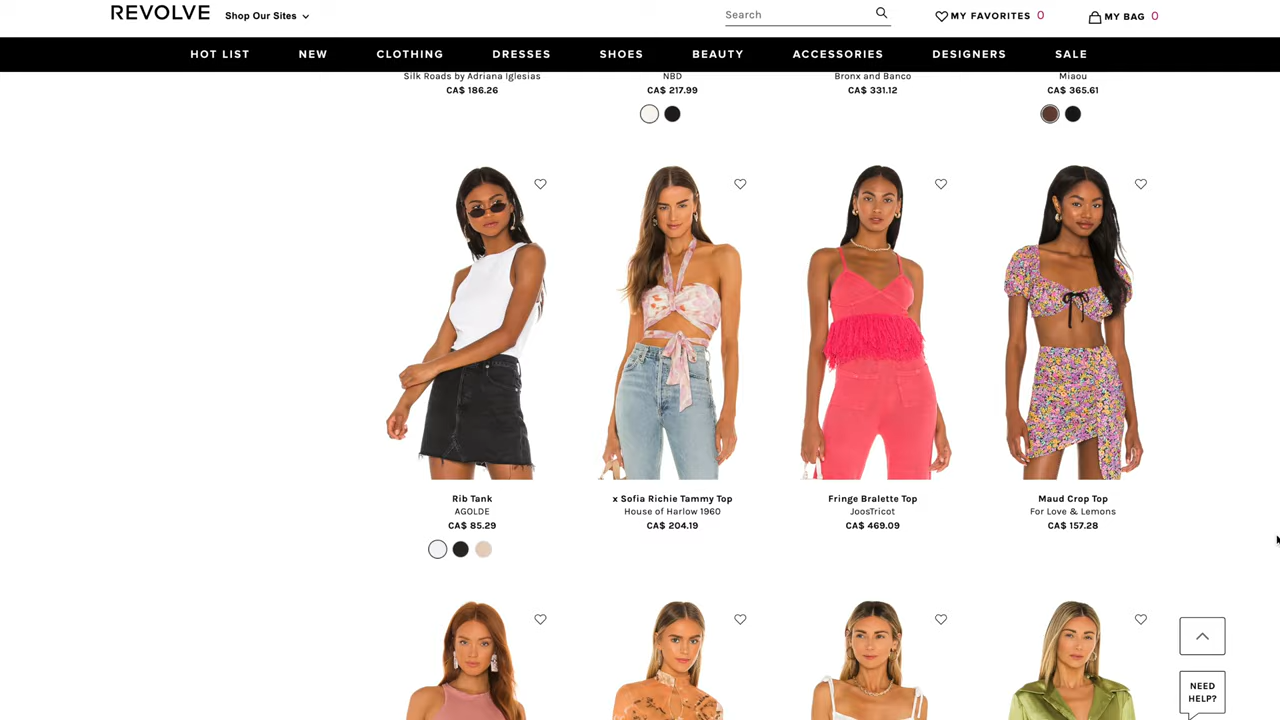 REVOLVE
Shop Our Sites
Search
MY FAVORITES 0
MY BAG 0
HOT LIST NEW CLOTHING DRESSES SHOES BEAUTY ACCESSORIES DESIGNERS SALE
Silk Roads by Adriana Iglesias
CA$ 186.26
NBD
CA$ 217.99
Bronx and Banco
CA$ 331.12
Miaou
CA$ 365.61
Rib Tank
AGOLDE
CA$ 85.29
x Sofia Richie Tammy Top
House of Harlow 1960
CA$ 204.19
Fringe Bralette Top
JoosTricot
CA$ 469.09
Maud Crop Top
For Love & Lemons
CA$ 157.28
NEED
HELP?